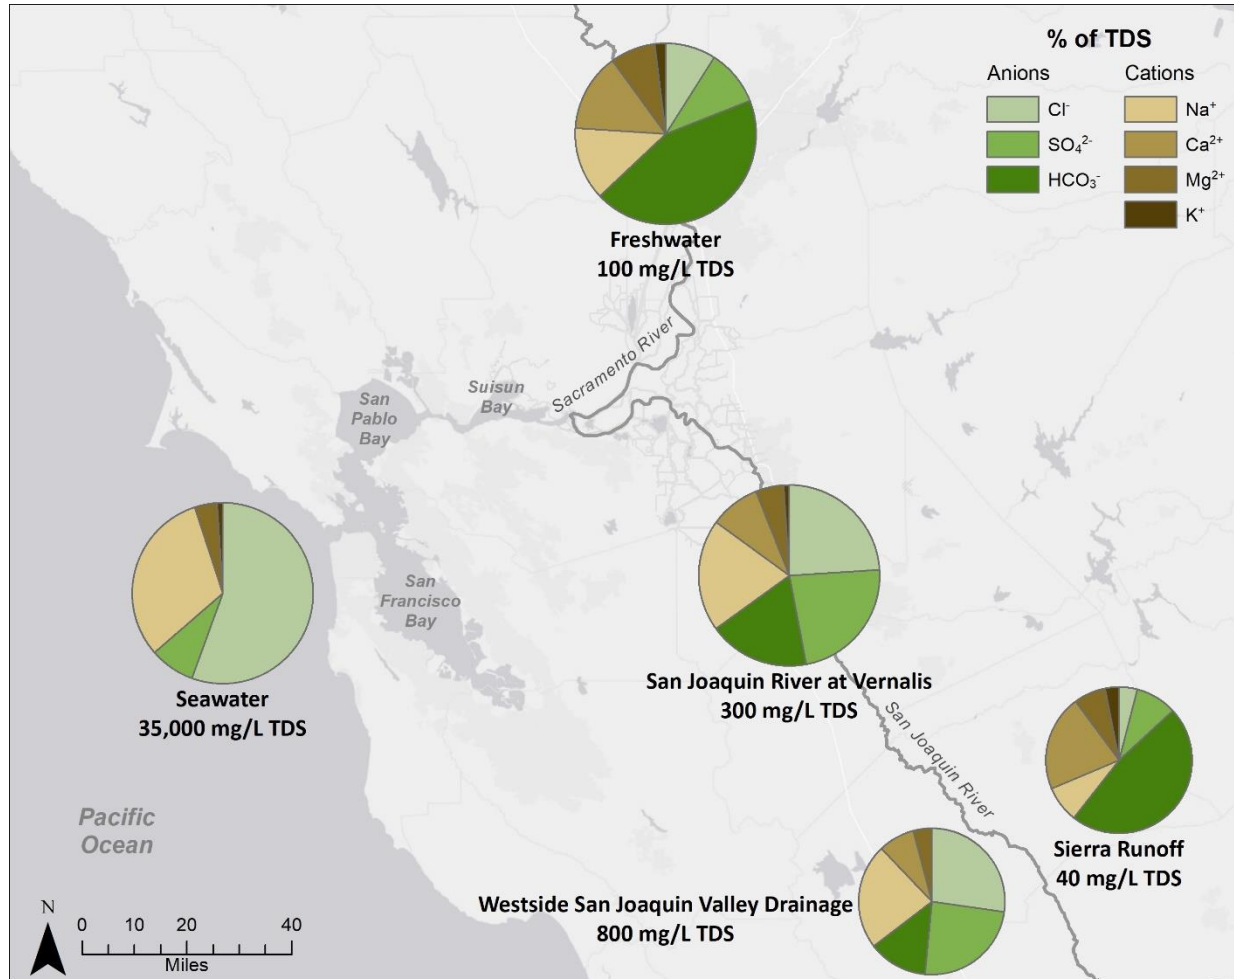 % of TDS
Anions
Cations
Cl⁻
Na⁺
SO₄²⁻
Ca²⁺
HCO₃⁻
Mg²⁺
K⁺
Freshwater
100 mg/L TDS
Sacramento River
Suisun
Bay
San
Pablo
Bay
San
Francisco
Bay
Seawater
35,000 mg/L TDS
San Joaquin River at Vernalis
300 mg/L TDS
San Joaquin River
Sierra Runoff
40 mg/L TDS
Westside San Joaquin Valley Drainage
800 mg/L TDS
Pacific
Ocean
N
0 20 40
Miles